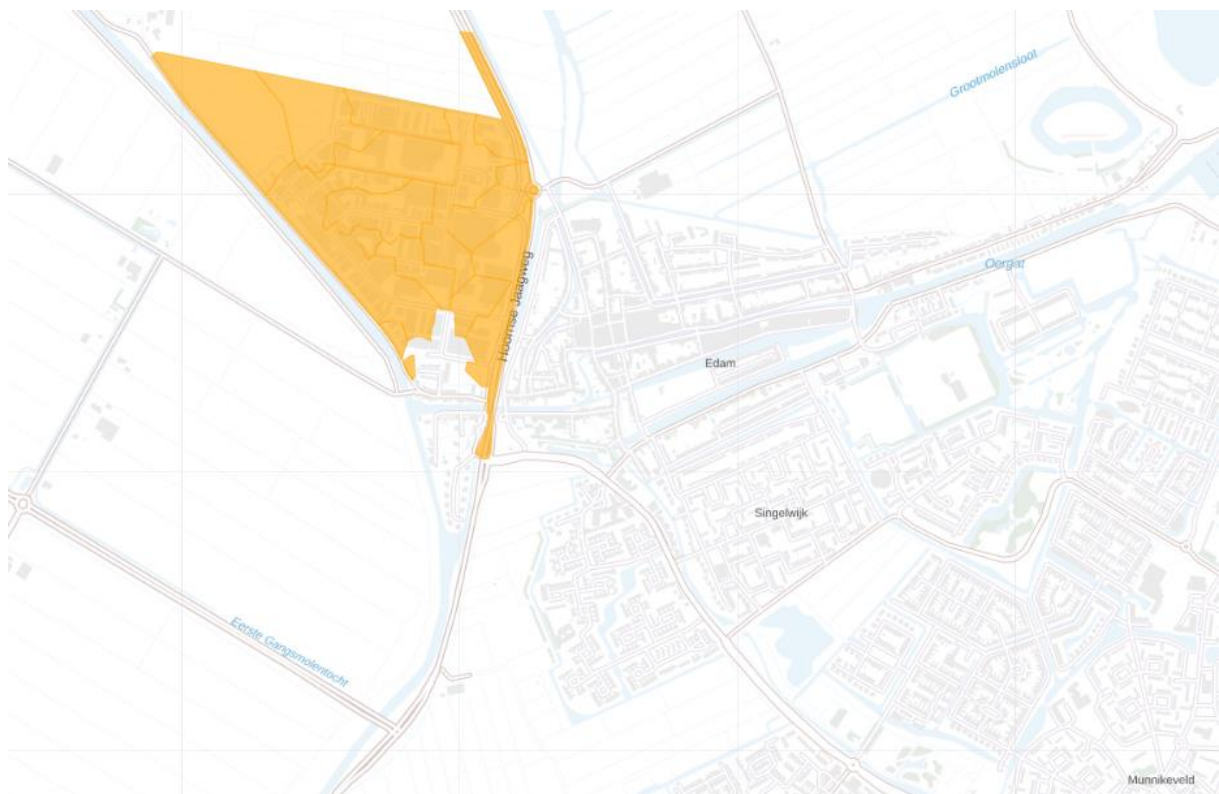 Grootmolensloot
Oorgat
Hoornse Jaagweg
Edam
Singelwijk
Eerste Gangsmolentocht
Munnikeveld